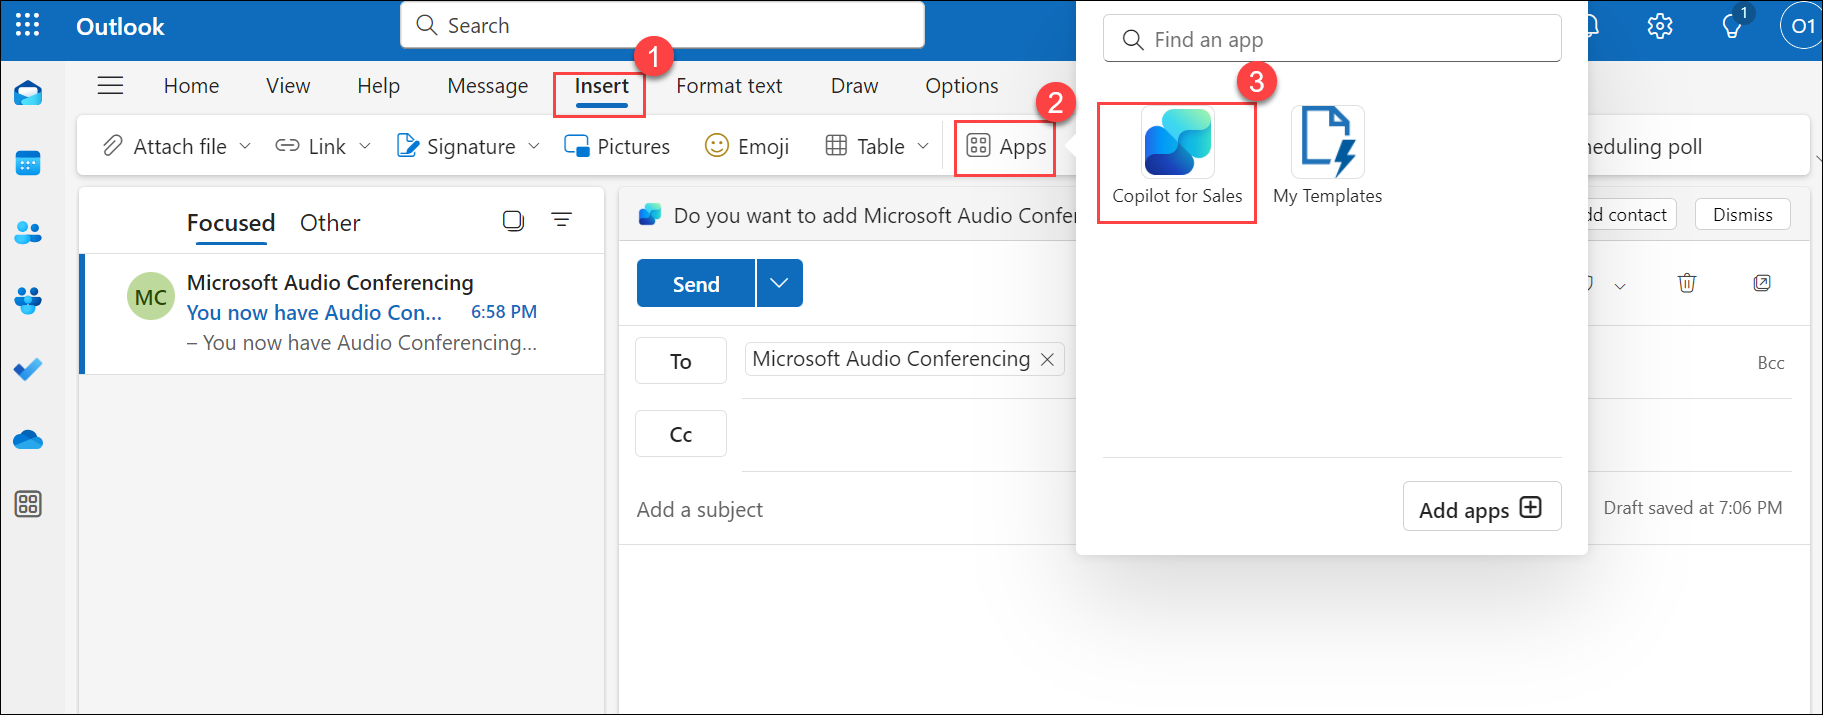 Outlook
Search
Find an app
1
O1
Home View Help Message Insert Format text Draw Options
1
2
3
Attach file Link Signature Pictures Emoji Table Apps
heduling poll
Copilot for Sales My Templates
Focused Other
Do you want to add Microsoft Audio Confer
contact
Dismiss
MC
Microsoft Audio Conferencing
You now have Audio Con... 6:58 PM
– You now have Audio Conferencing...
Send
To Microsoft Audio Conferencing
Bcc
Cc
Add a subject
Add apps
Draft saved at 7:06 PM